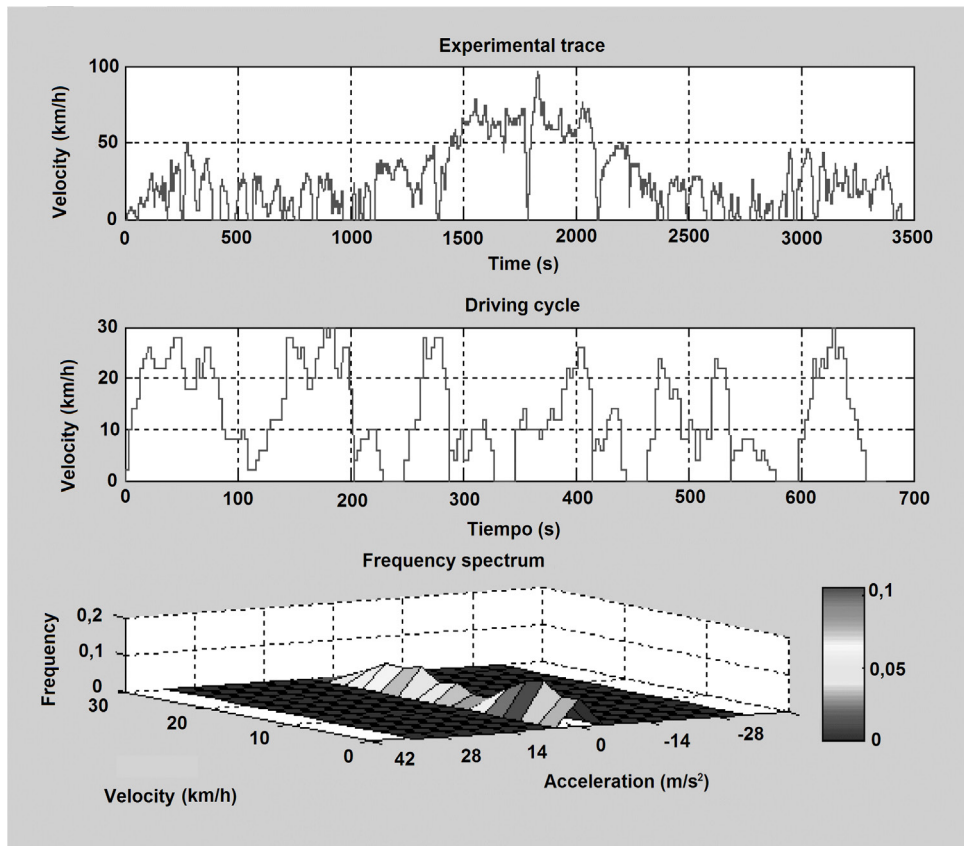 Experimental trace
Velocity (km/h)
100
50
0
0 500 1000 1500 2000 2500 3000 3500
Time (s)
Driving cycle
Velocity (km/h)
30
20
10
0
0 100 200 300 400 500 600 700
Tiempo (s)
Frequency spectrum
Frequency
0,2
0,1
0
30
20
10
0
42 28 14 0 -14 -28
Velocity (km/h)
Acceleration (m/s²)
0,1
0,05
0